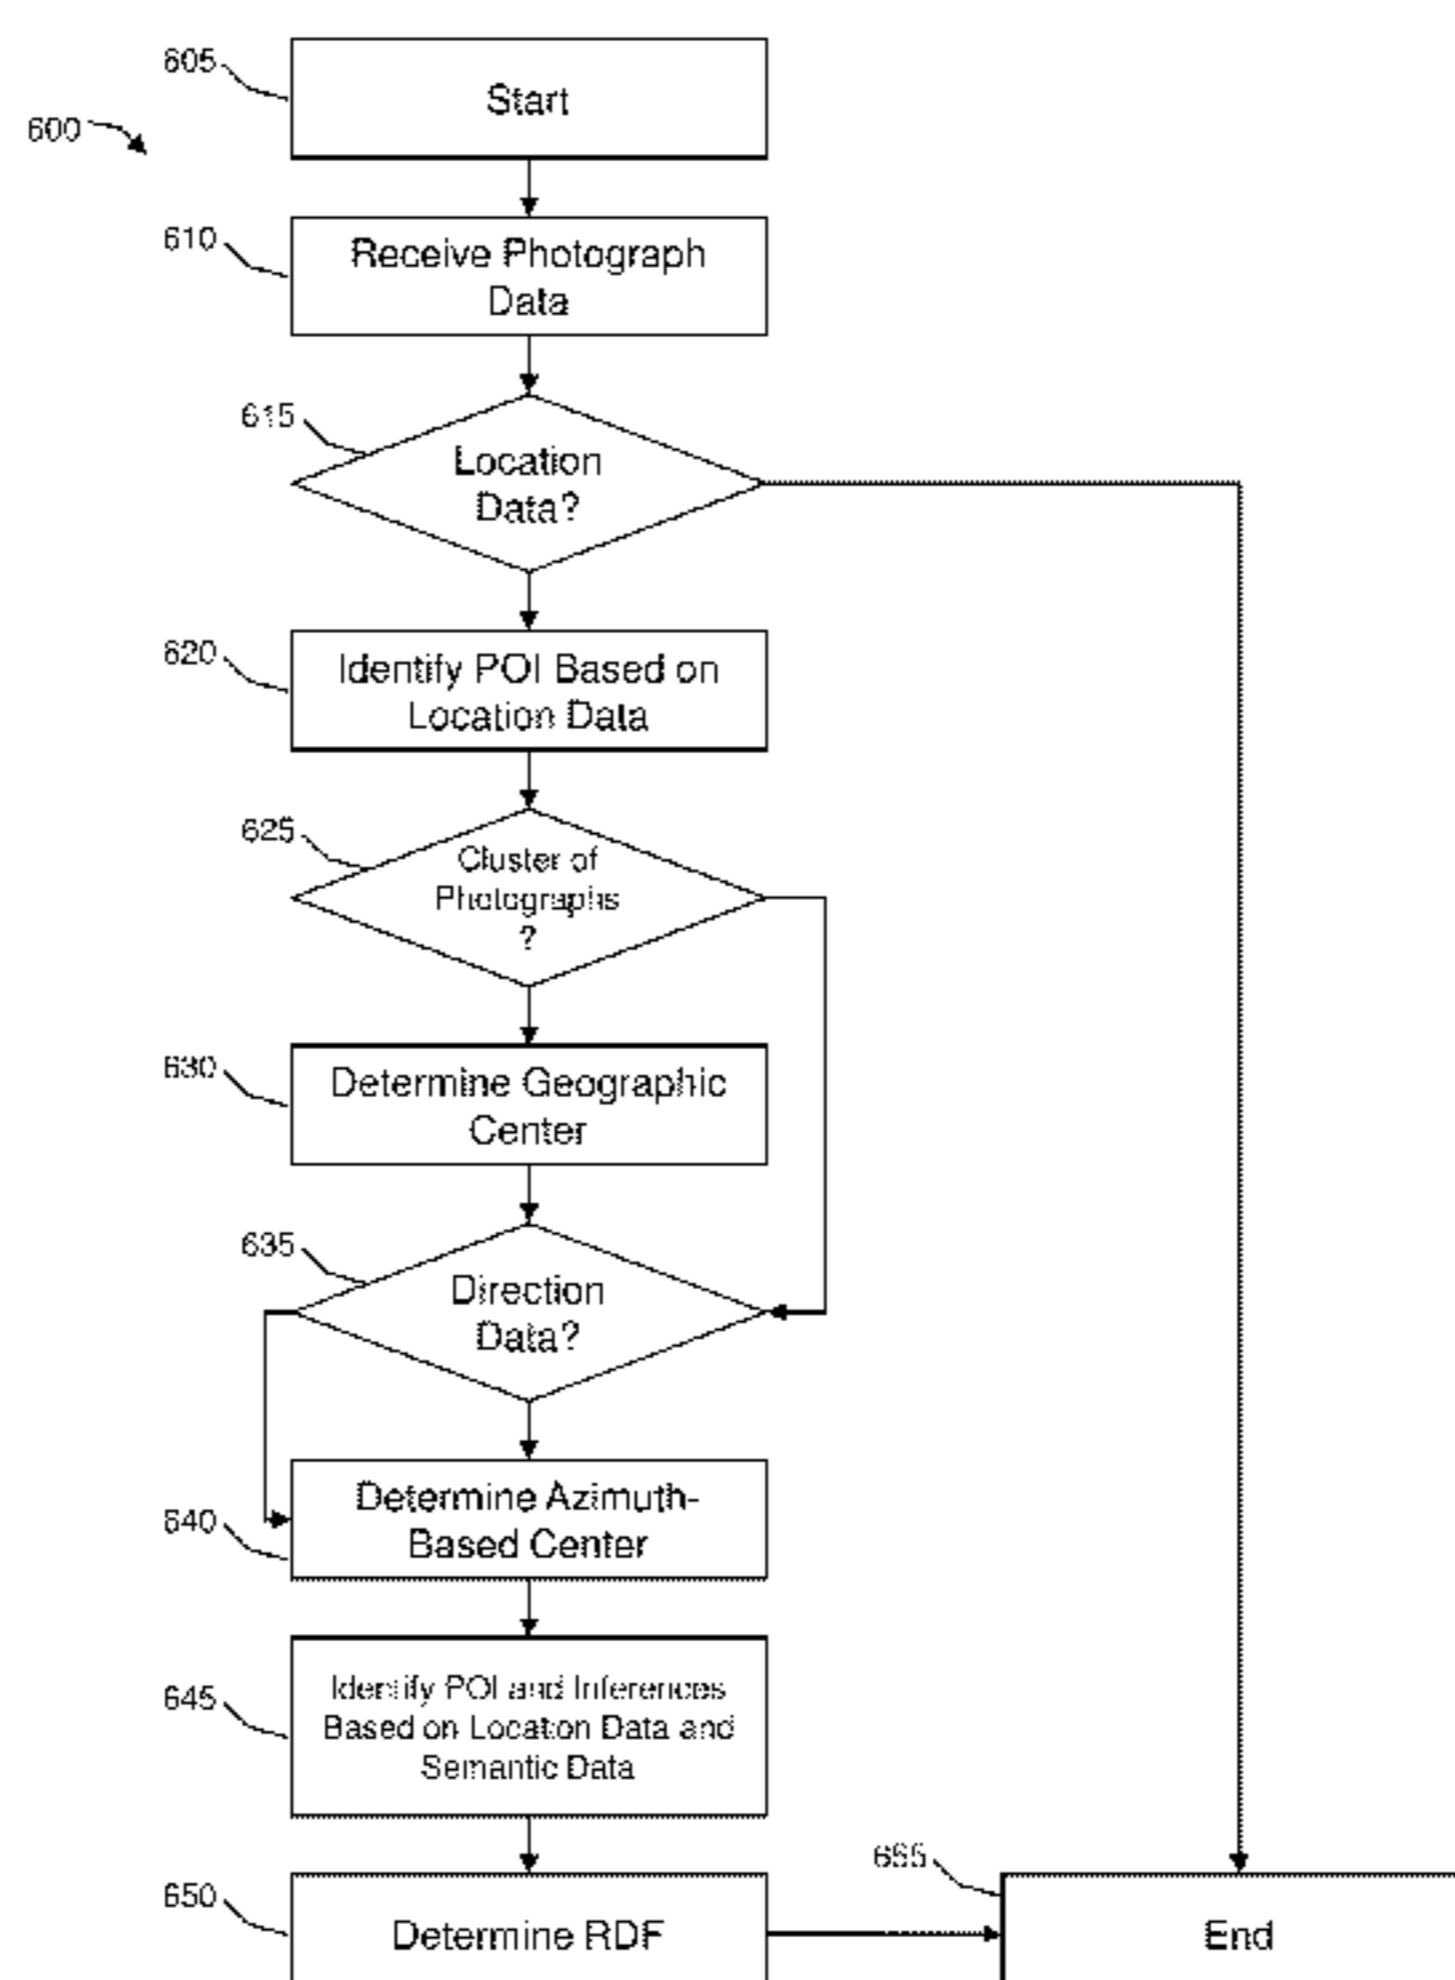 605
Start
600
610
Receive Photograph
Data
615
Location
Data?
620
Identify POI Based on
Location Data
625
Cluster of
Photographs
?
630
Determine Geographic
Center
635
Direction
Data?
640
Determine Azimuth-
Based Center
645
Identify POI and Inferences
Based on Location Data and
Semantic Data
650
Determine RDF
655
End